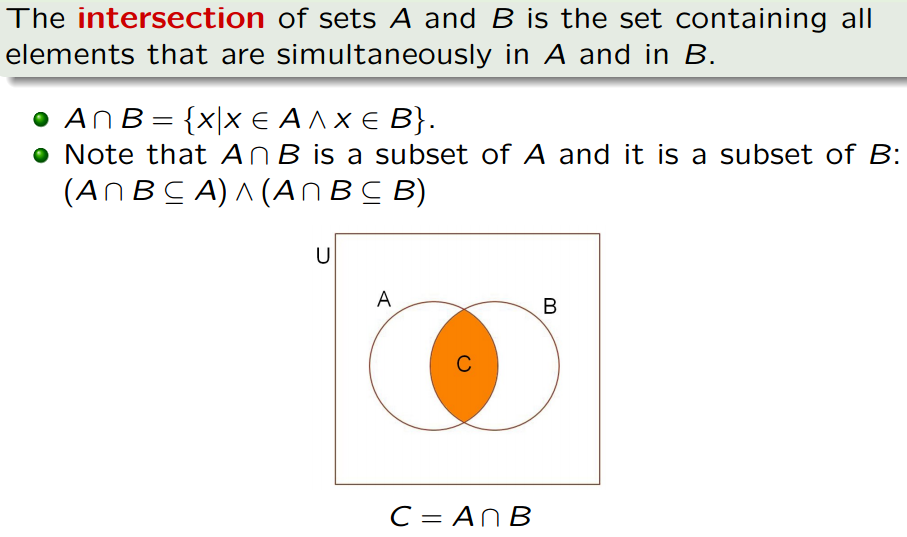 The intersection of sets A and B is the set containing all
elements that are simultaneously in A and in B.
A ∩ B = {x|x ∈ A ∧ x ∈ B}.
Note that A ∩ B is a subset of A and it is a subset of B:
(A ∩ B ⊆ A) ∧ (A ∩ B ⊆ B)
U
A
B
C
C = A ∩ B